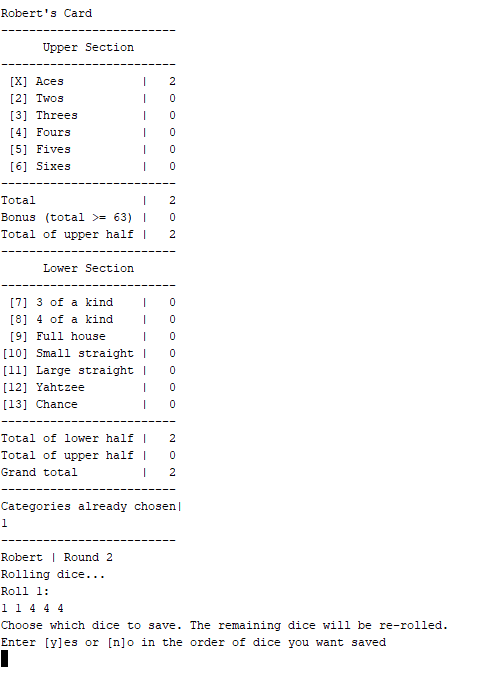 Robert's Card
-------------------------
      Upper Section
-------------------------
 [X] Aces           |   2
 [2] Twos           |   0
 [3] Threes         |   0
 [4] Fours          |   0
 [5] Fives          |   0
 [6] Sixes          |   0
-------------------------
Total               |   2
Bonus (total >= 63) |   0
Total of upper half |   2
-------------------------
      Lower Section
-------------------------
 [7] 3 of a kind    |   0
 [8] 4 of a kind    |   0
 [9] Full house     |   0
[10] Small straight |   0
[11] Large straight |   0
[12] Yahtzee        |   0
[13] Chance         |   0
-------------------------
Total of lower half |   2
Total of upper half |   0
Grand total         |   2
-------------------------
Categories already chosen|
1
-------------------------
Robert | Round 2
Rolling dice...
Roll 1:
1 1 4 4 4
Choose which dice to save. The remaining dice will be re-rolled.
Enter [y]es or [n]o in the order of dice you want saved